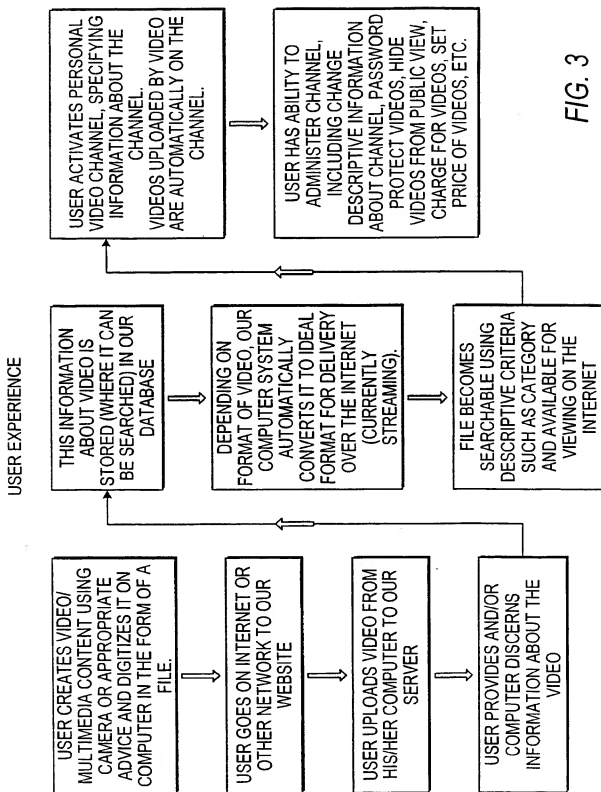 USER EXPERIENCE
USER CREATES VIDEO/
MULTIMEDIA CONTENT USING
CAMERA OR APPROPRIATE
ADVICE AND DIGITIZES IT ON
COMPUTER IN THE FORM OF A
FILE.
USER GOES ON INTERNET OR
OTHER NETWORK TO OUR
WEBSITE
USER UPLOADS VIDEO FROM
HIS/HER COMPUTER TO OUR
SERVER
USER PROVIDES AND/OR
COMPUTER DISCERNS
INFORMATION ABOUT THE
VIDEO
THIS INFORMATION
ABOUT VIDEO IS
STORED (WHERE IT CAN
BE SEARCHED) IN OUR
DATABASE
DEPENDING ON
FORMAT OF VIDEO, OUR
COMPUTER SYSTEM
AUTOMATICALLY
CONVERTS IT TO IDEAL
FORMAT FOR DELIVERY
OVER THE INTERNET
(CURRENTLY
STREAMING).
FILE BECOMES
SEARCHABLE USING
DESCRIPTIVE CRITERIA
SUCH AS CATEGORY
AND AVAILABLE FOR
VIEWING ON THE
INTERNET
USER ACTIVATES PERSONAL
VIDEO CHANNEL, SPECIFYING
INFORMATION ABOUT THE
CHANNEL.
VIDEOS UPLOADED BY VIDEO
ARE AUTOMATICALLY ON THE
CHANNEL.
USER HAS ABILITY TO
ADMINISTER CHANNEL,
INCLUDING CHANGE
DESCRIPTIVE INFORMATION
ABOUT CHANNEL, PASSWORD
PROTECT VIDEOS, HIDE
VIDEOS FROM PUBLIC VIEW,
CHARGE FOR VIDEOS, SET
PRICE OF VIDEOS, ETC.
FIG. 3